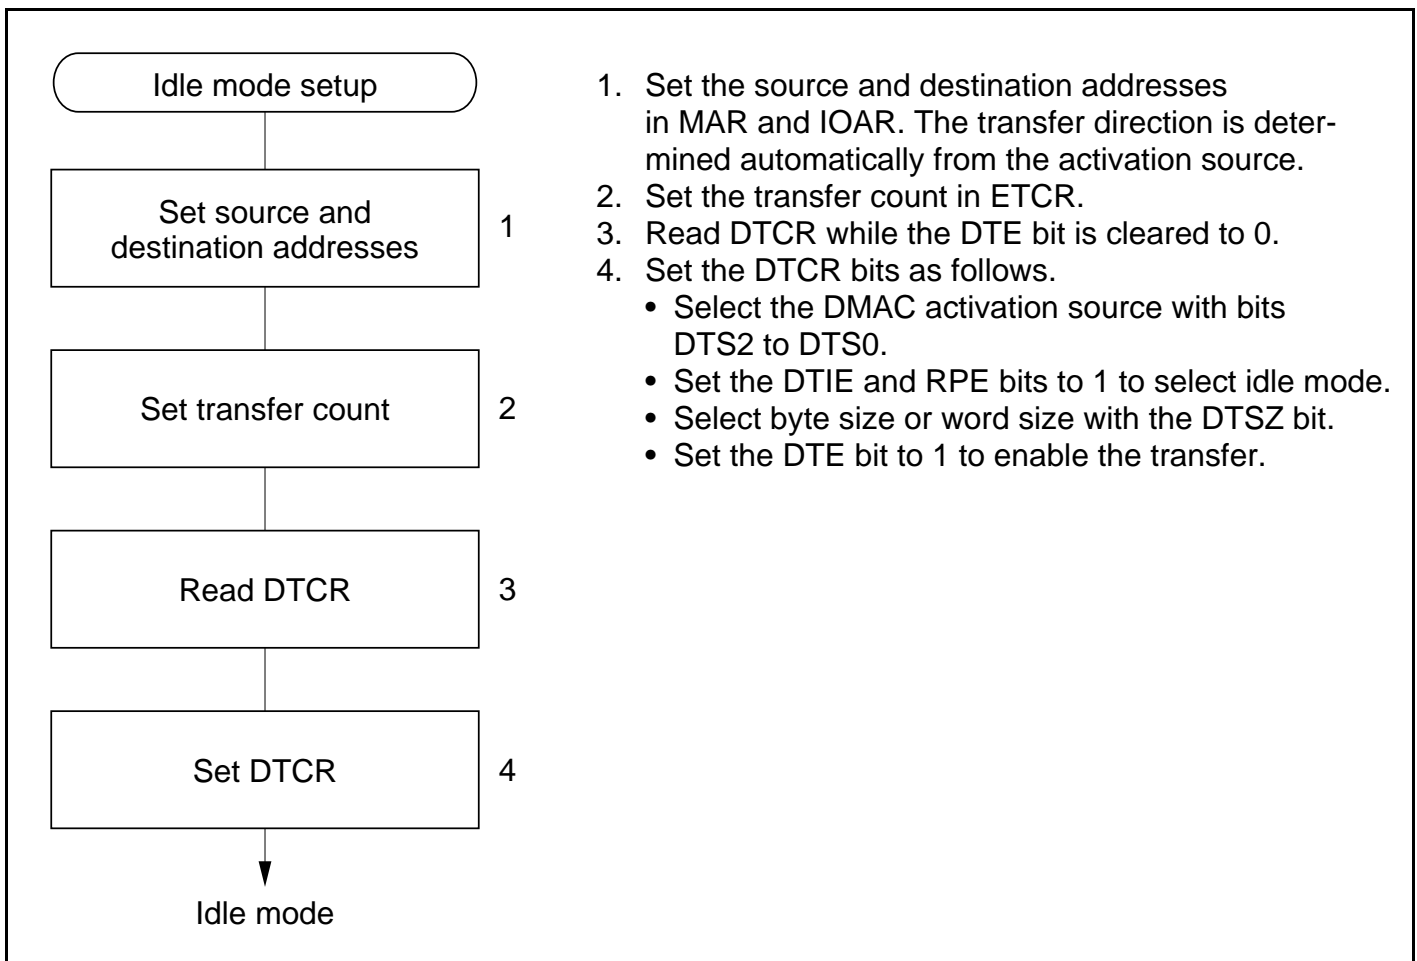 Idle mode setup
Set source and
destination addresses
1
Set transfer count
2
Read DTCR
3
Set DTCR
4
Idle mode
1. Set the source and destination addresses
in MAR and IOAR. The transfer direction is deter-
mined automatically from the activation source.
2. Set the transfer count in ETCR.
3. Read DTCR while the DTE bit is cleared to 0.
4. Set the DTCR bits as follows.
• Select the DMAC activation source with bits
DTS2 to DTS0.
• Set the DTIE and RPE bits to 1 to select idle mode.
• Select byte size or word size with the DTSZ bit.
• Set the DTE bit to 1 to enable the transfer.